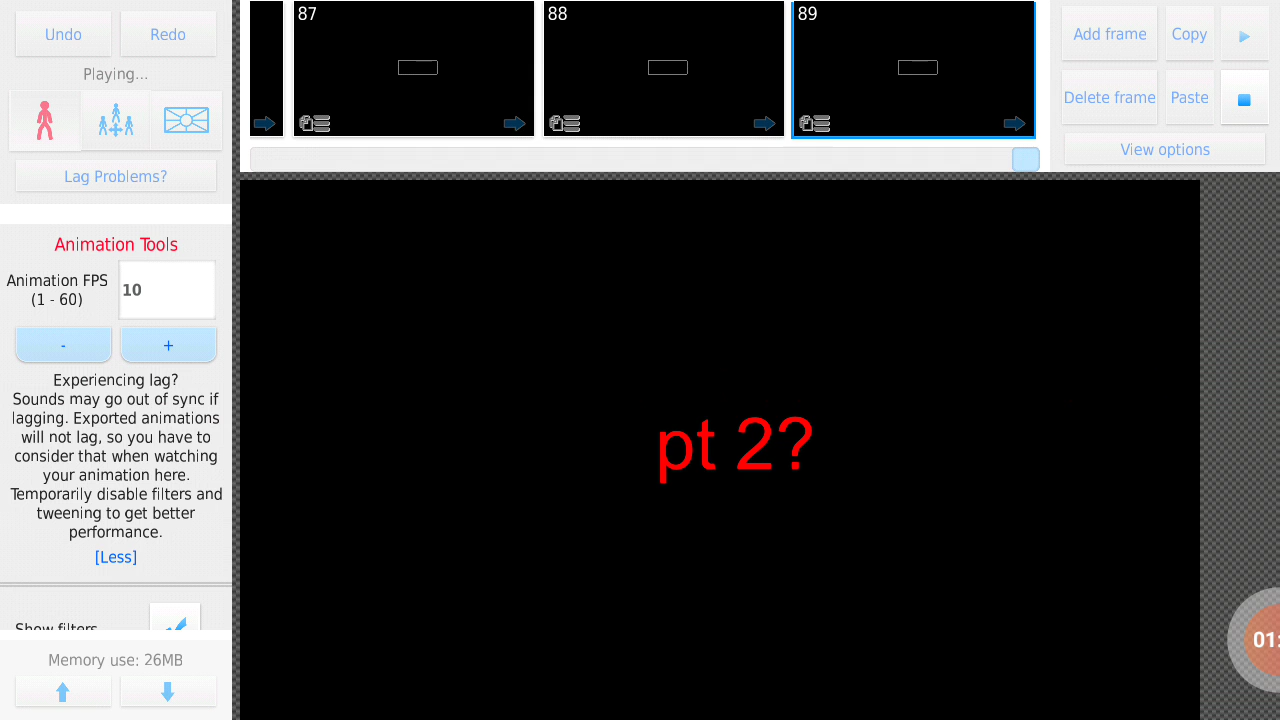 Undo
Redo
Playing...
Lag Problems?
Animation Tools
Animation FPS
(1 - 60)
10
-
+
Experiencing lag?
Sounds may go out of sync if
lagging. Exported animations
will not lag, so you have to
consider that when watching
your animation here.
Temporarily disable filters and
tweening to get better
performance.
[Less]
Show filters
Memory use: 26MB
87
88
89
Add frame
Copy
Delete frame
Paste
View options
pt 2?
01: